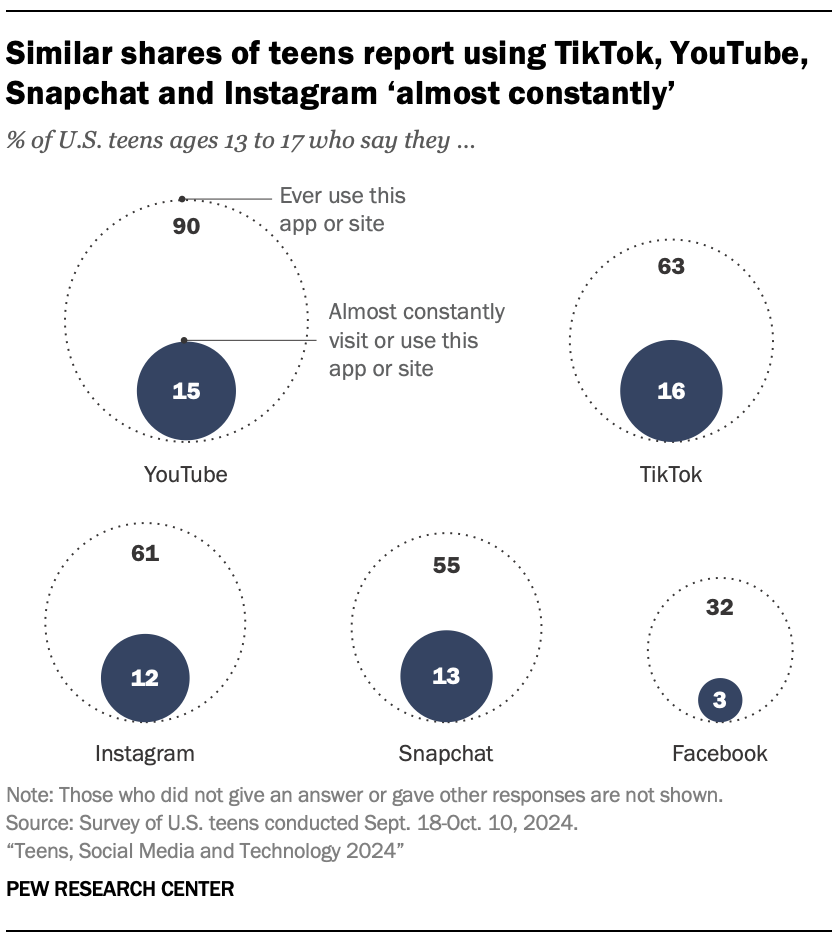 Similar shares of teens report using TikTok, YouTube,
Snapchat and Instagram ‘almost constantly’
% of U.S. teens ages 13 to 17 who say they ...
Ever use this
app or site
90
Almost constantly
visit or use this
app or site
15
YouTube
63
16
TikTok
61
12
Instagram
55
13
Snapchat
32
3
Facebook
Note: Those who did not give an answer or gave other responses are not shown.
Source: Survey of U.S. teens conducted Sept. 18-Oct. 10, 2024.
“Teens, Social Media and Technology 2024”
PEW RESEARCH CENTER